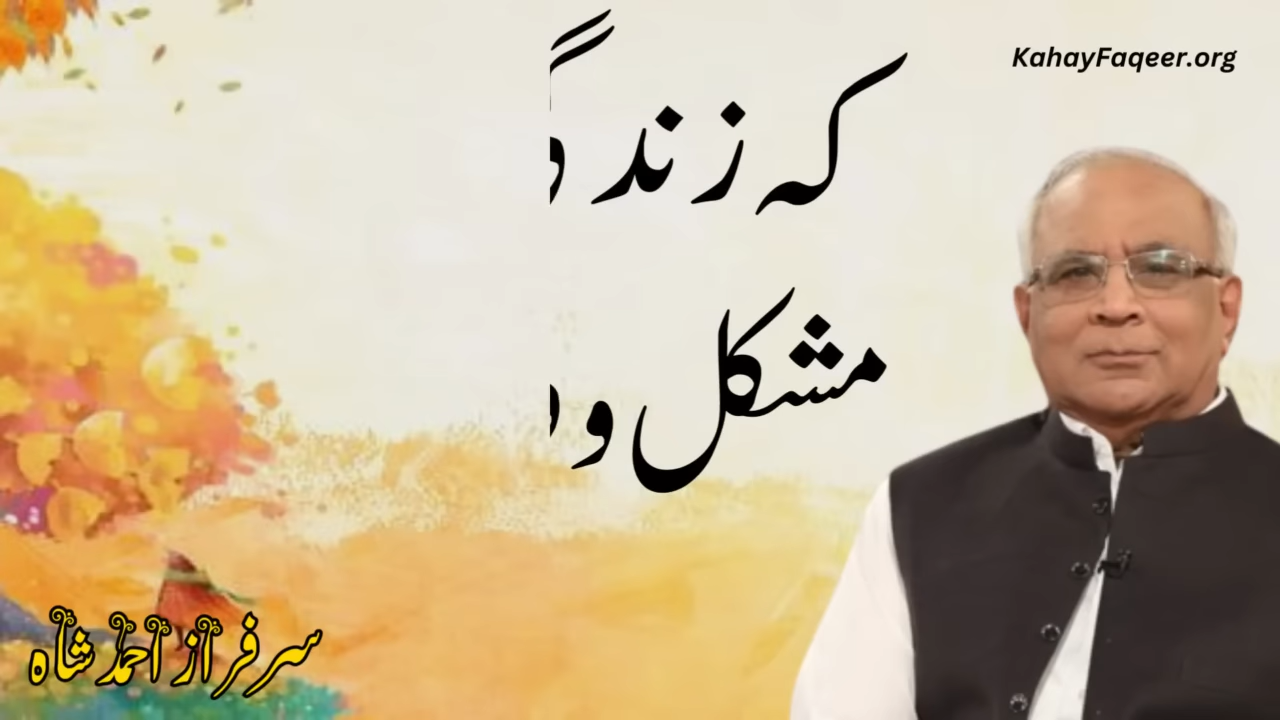 KahayFaqeer.org
کہ زند
مشکل و
سرفراز احمد شاہ